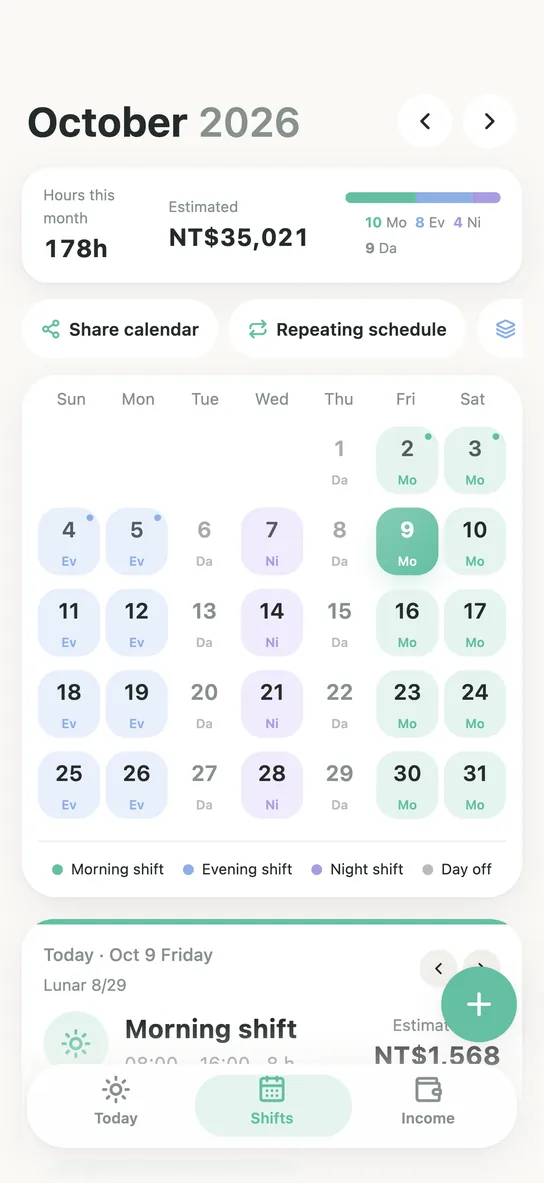 October 2026
Hours this month
178h
Estimated
NT$35,021
10 Mo 8 Ev 4 Ni
9 Da
Share calendar
Repeating schedule
Sun Mon Tue Wed Thu Fri Sat
1 2 3
Da Mo Mo
4 5 6 7 8 9 10
Ev Ev Da Ni Da Mo Mo
11 12 13 14 15 16 17
Ev Ev Da Ni Da Mo Mo
18 19 20 21 22 23 24
Ev Ev Da Ni Da Mo Mo
25 26 27 28 29 30 31
Ev Ev Da Ni Da Mo Mo
Morning shift Evening shift Night shift Day off
Today · Oct 9 Friday
Lunar 8/29
Morning shift
NT$1,568
Today Shifts Income